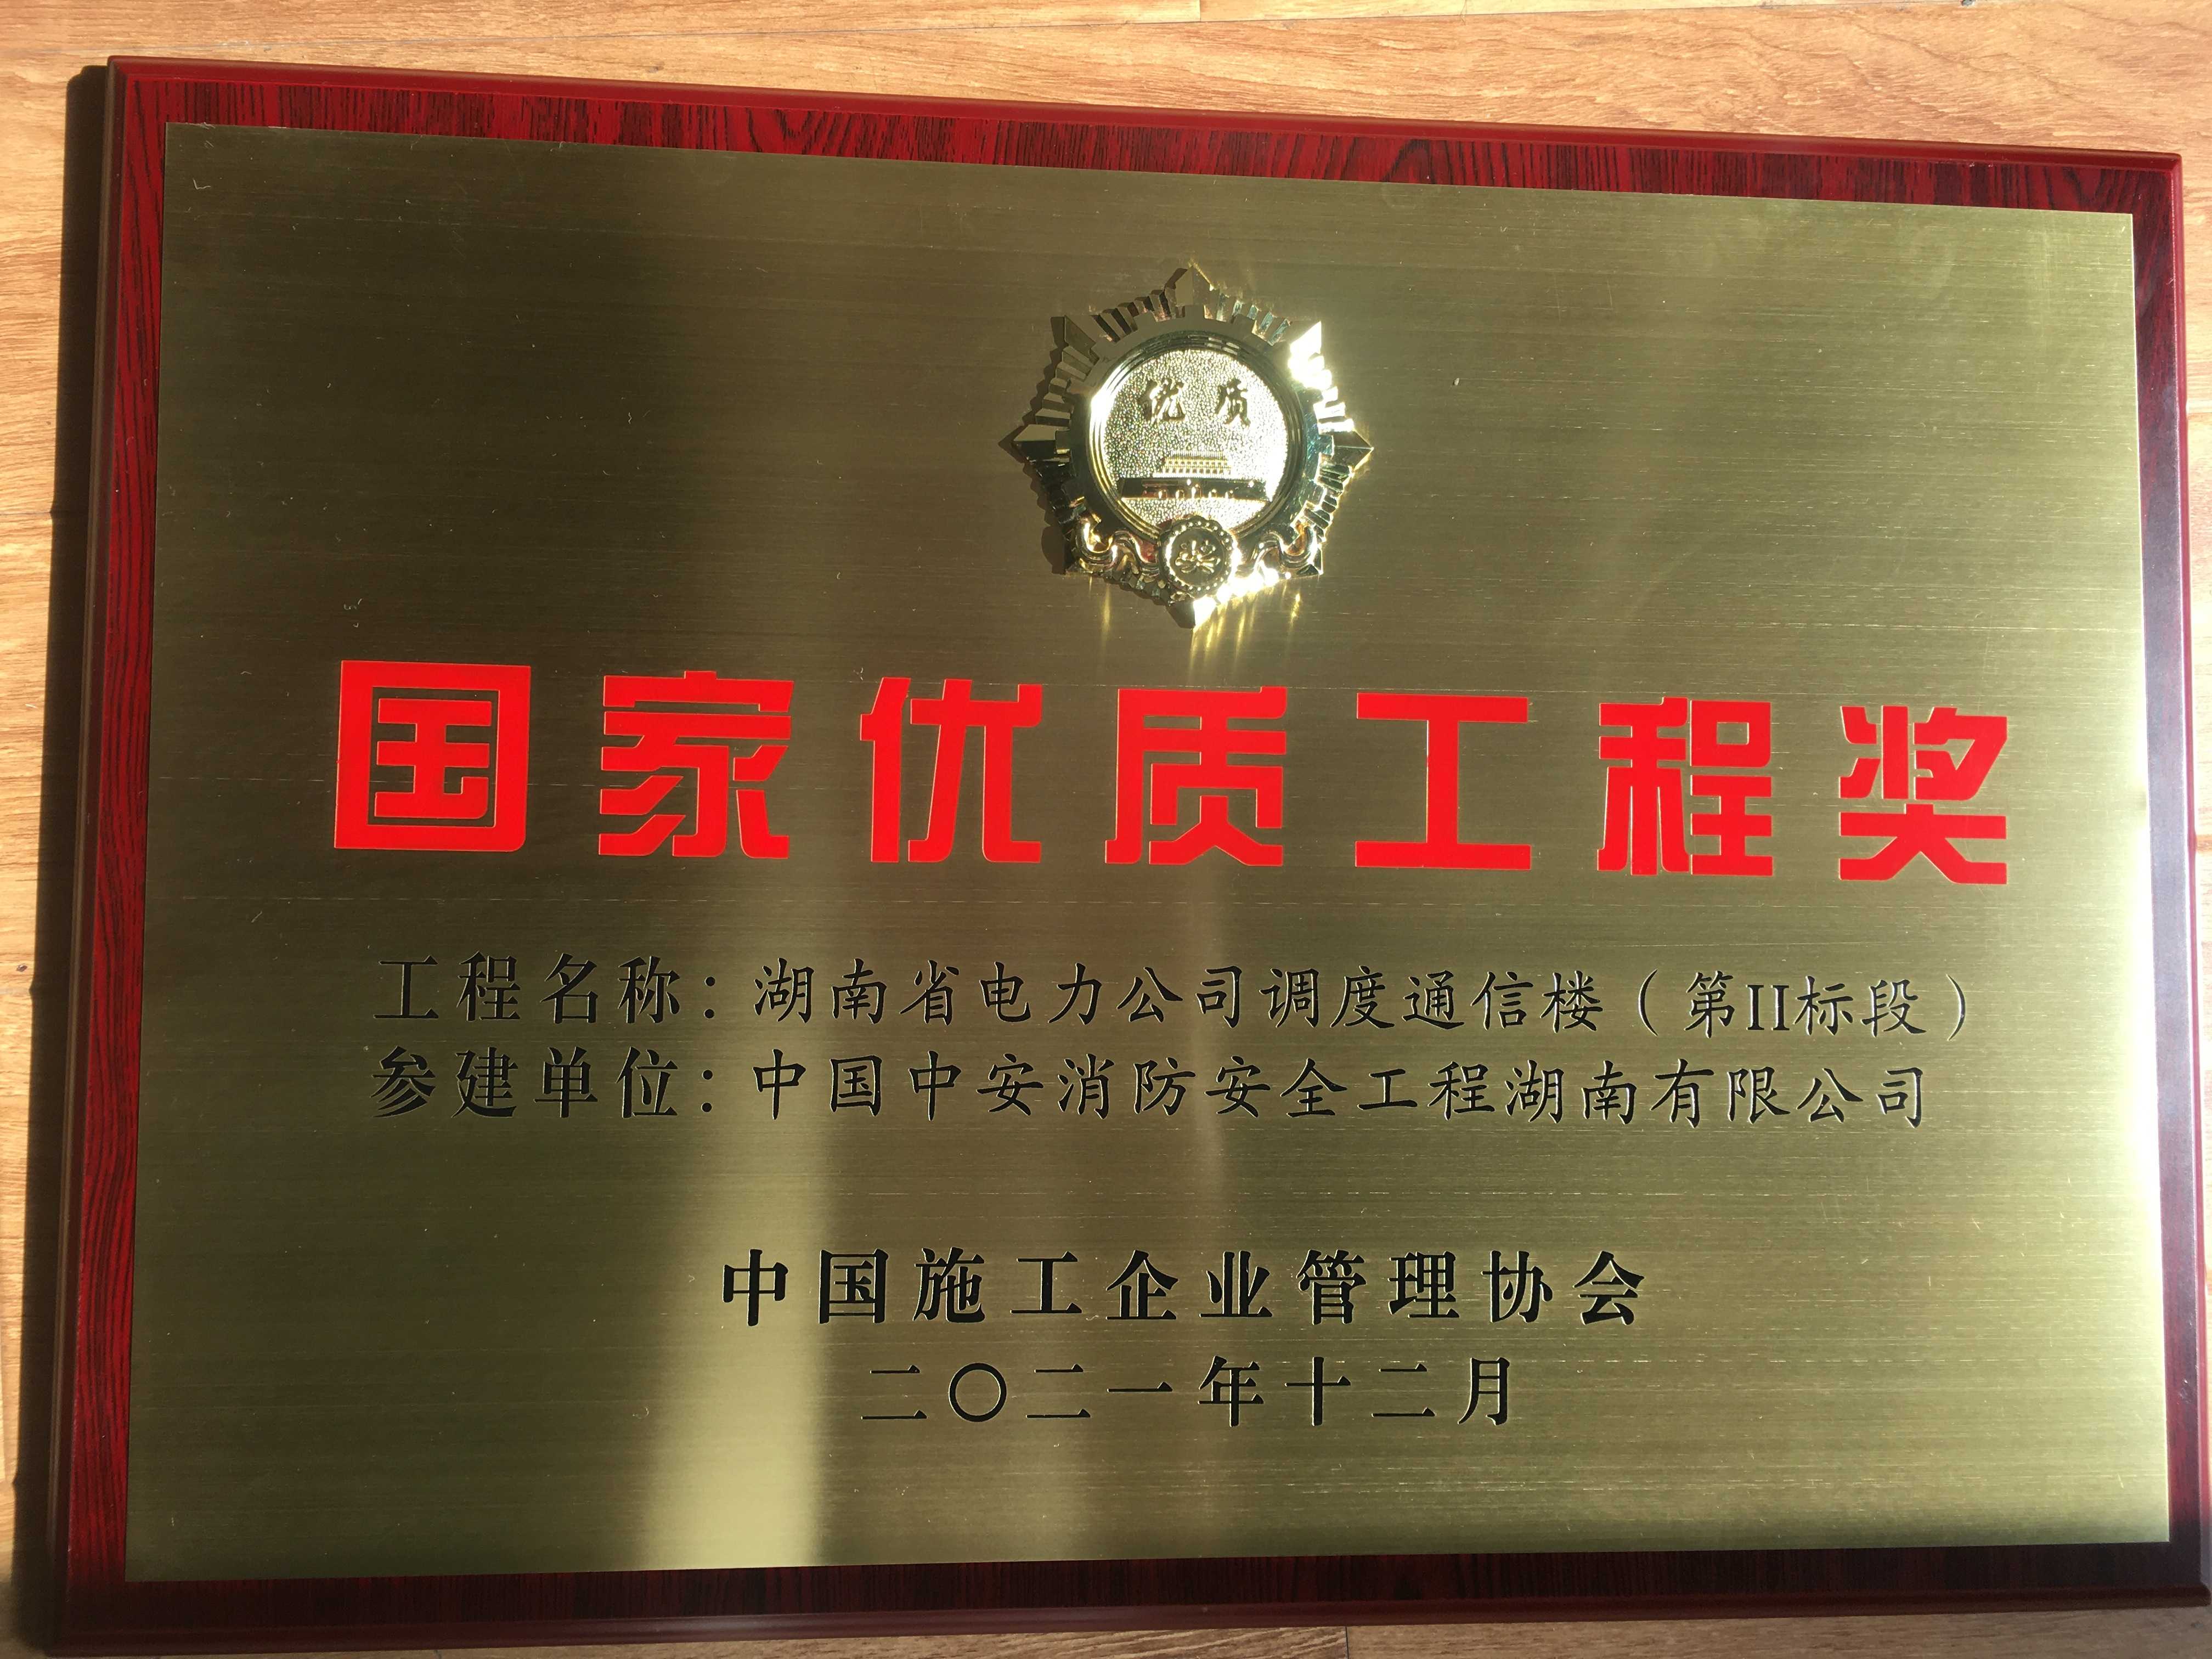 优质
奖
国家优质工程奖
工程名称：湖南省电力公司调度通信楼（第II标段）
参建单位：中国中安消防安全工程湖南有限公司
中国施工企业管理协会
二〇二一年十二月